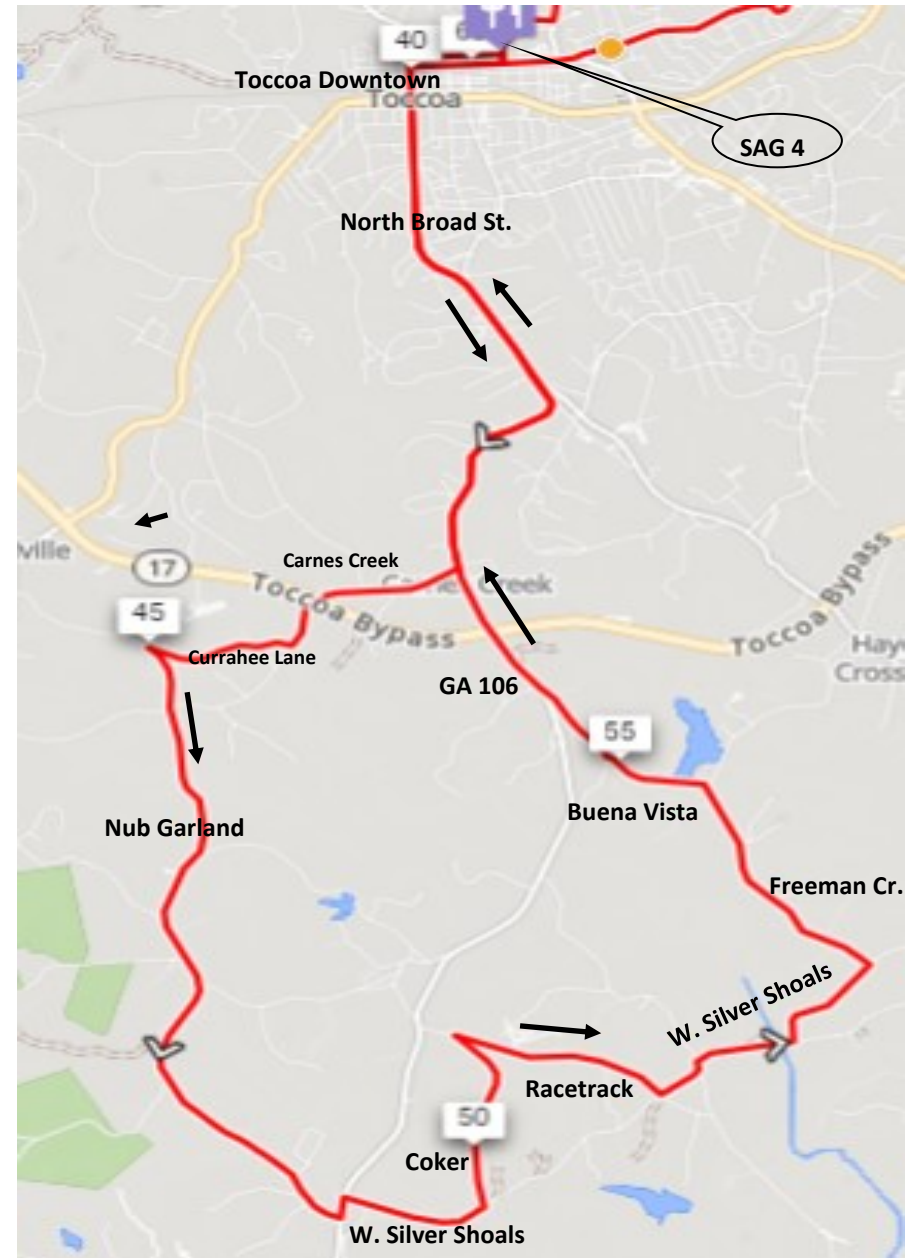 40
Toccoa Downtown
Toccoa
SAG 4
North Broad St.
ville
17
Carnes Creek
Toccoa Bypass
Toccoa Bypass
45
Currahee Lane
GA 106
55
Buena Vista
Nub Garland
Freeman Cr.
W. Silver Shoals
Racetrack
50
Coker
W. Silver Shoals